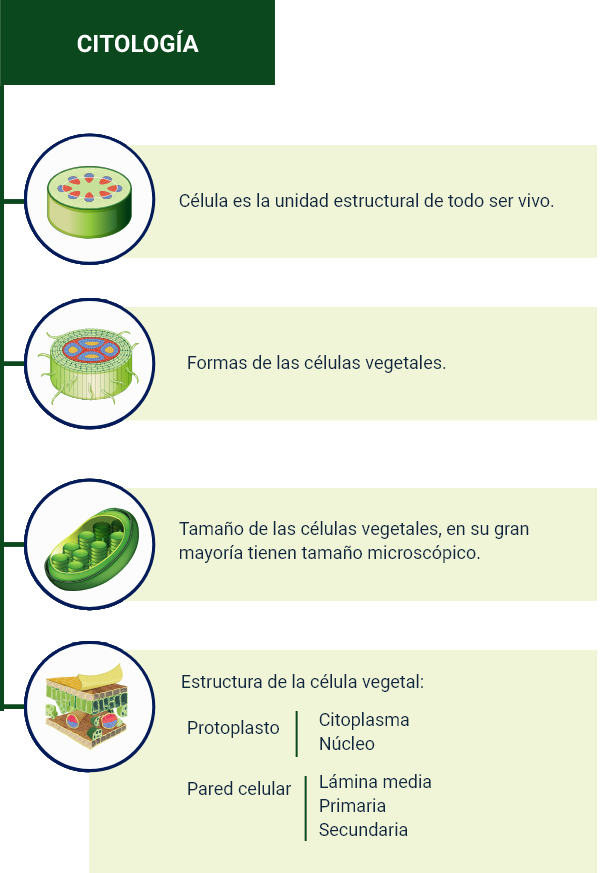 CITOLOGÍA
Célula es la unidad estructural de todo ser vivo.
Formas de las células vegetales.
Tamaño de las células vegetales, en su gran
mayoría tienen tamaño microscópico.
Estructura de la célula vegetal:
Protoplasto
Citoplasma
Núcleo
Pared celular
Lámina media
Primaria
Secundaria